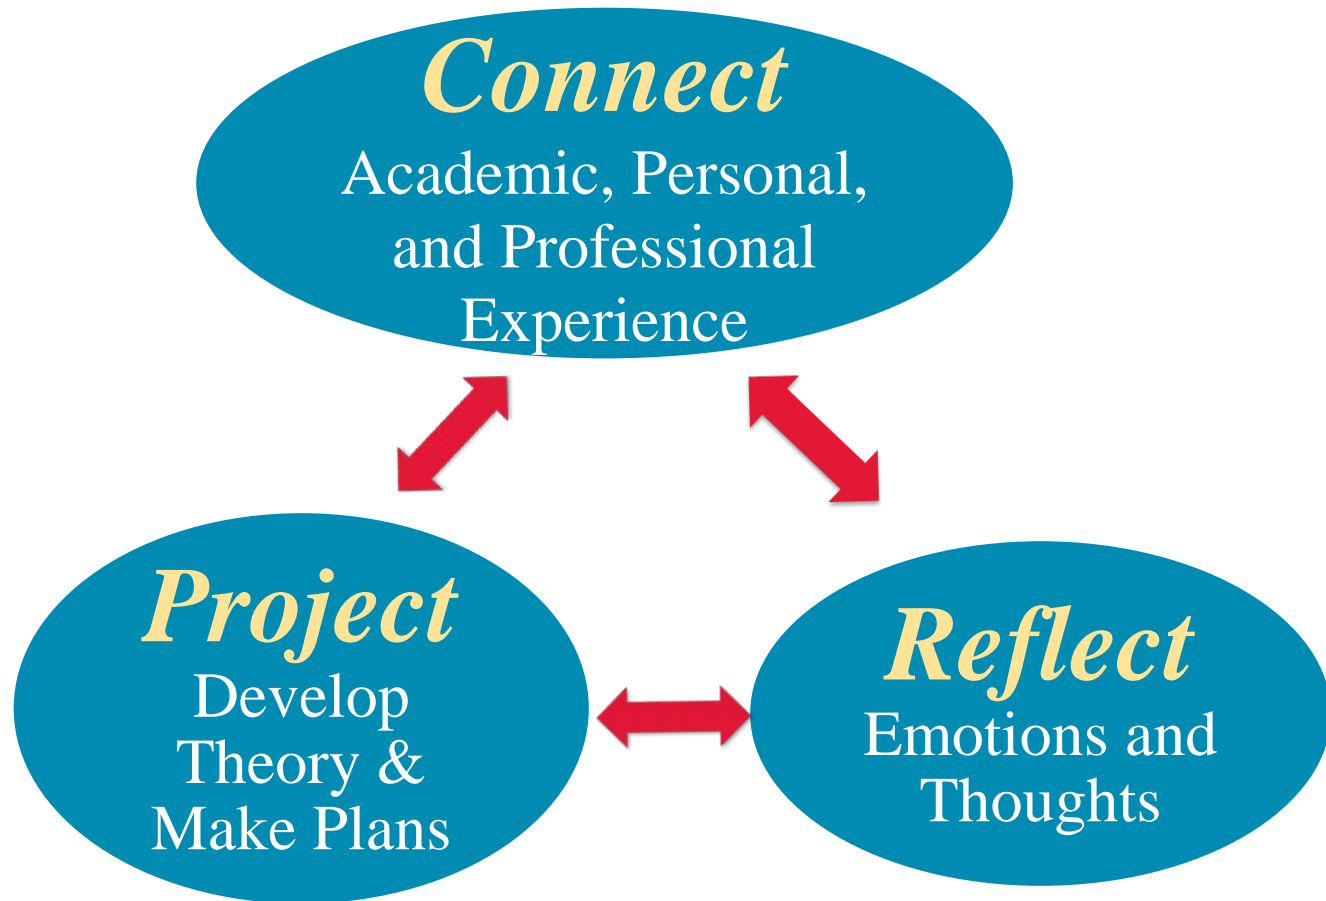 Connect
Academic, Personal,
and Professional
Experience
Project
Develop
Theory &
Make Plans
Reflect
Emotions and
Thoughts